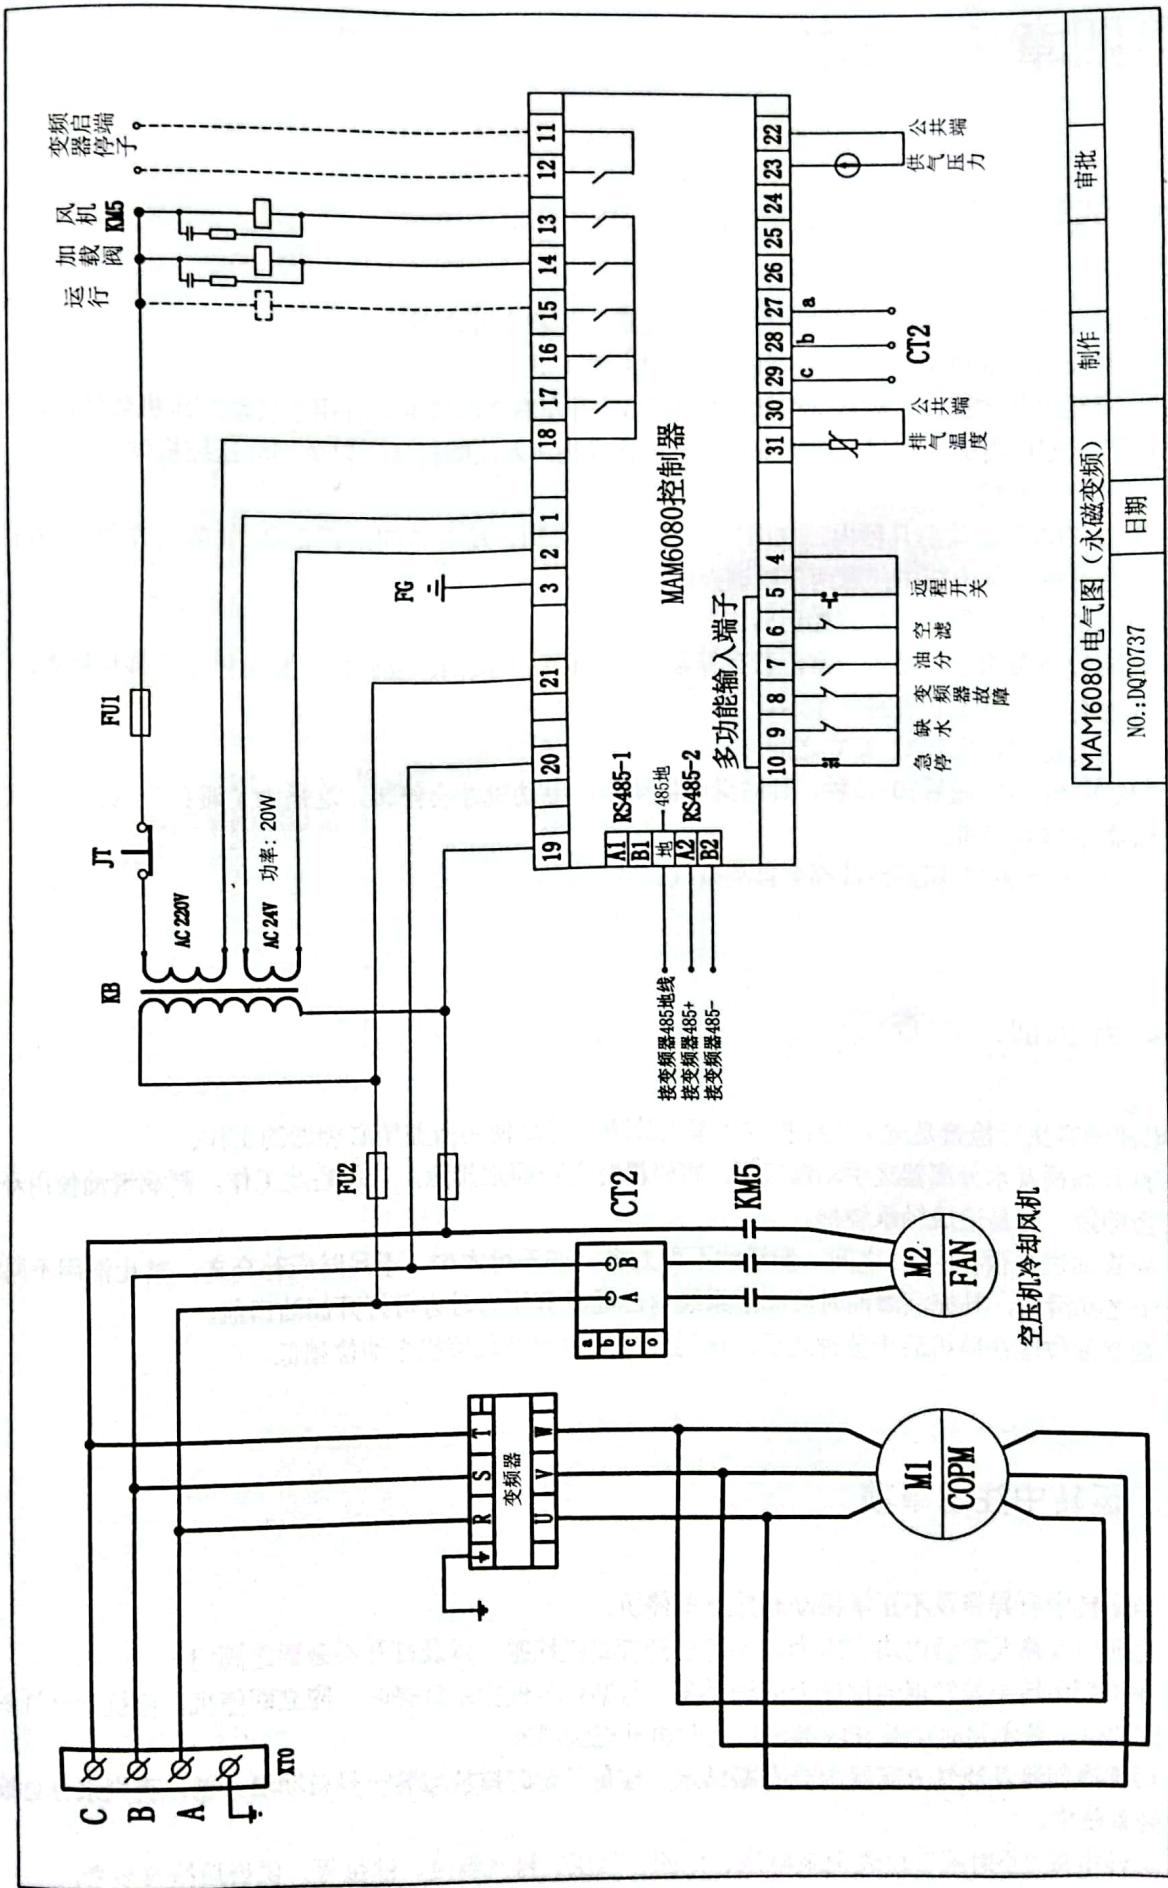 C
B
A
XT0
R
S
T
变频器
U
V
W
M1
COPM
M2
FAN
空压机冷却风机
CT2
A
B
a
b
c
o
KM5
FU2
KB
AC 220V
AC 24V
功率: 20W
JT
FU1
FG
运行
加载阀
风机
KM5
变频器启停端子
19
20
21
3
2
1
18
17
16
15
14
13
12
11
MAM6080控制器
A1
B1
地
A2
B2
RS485-1
485地
RS485-2
接变频器485地线
接变频器485+
接变频器485-
多功能输入端子
10
9
8
7
6
5
4
31
30
29
28
27
26
25
24
23
22
急停
缺水
变频器故障
油分
空滤
远程开关
排气温度
公共端
c
b
a
CT2
供气压力
公共端
MAM6080电气图（永磁变频）
制作
审批
NO.:DQT0737
日期